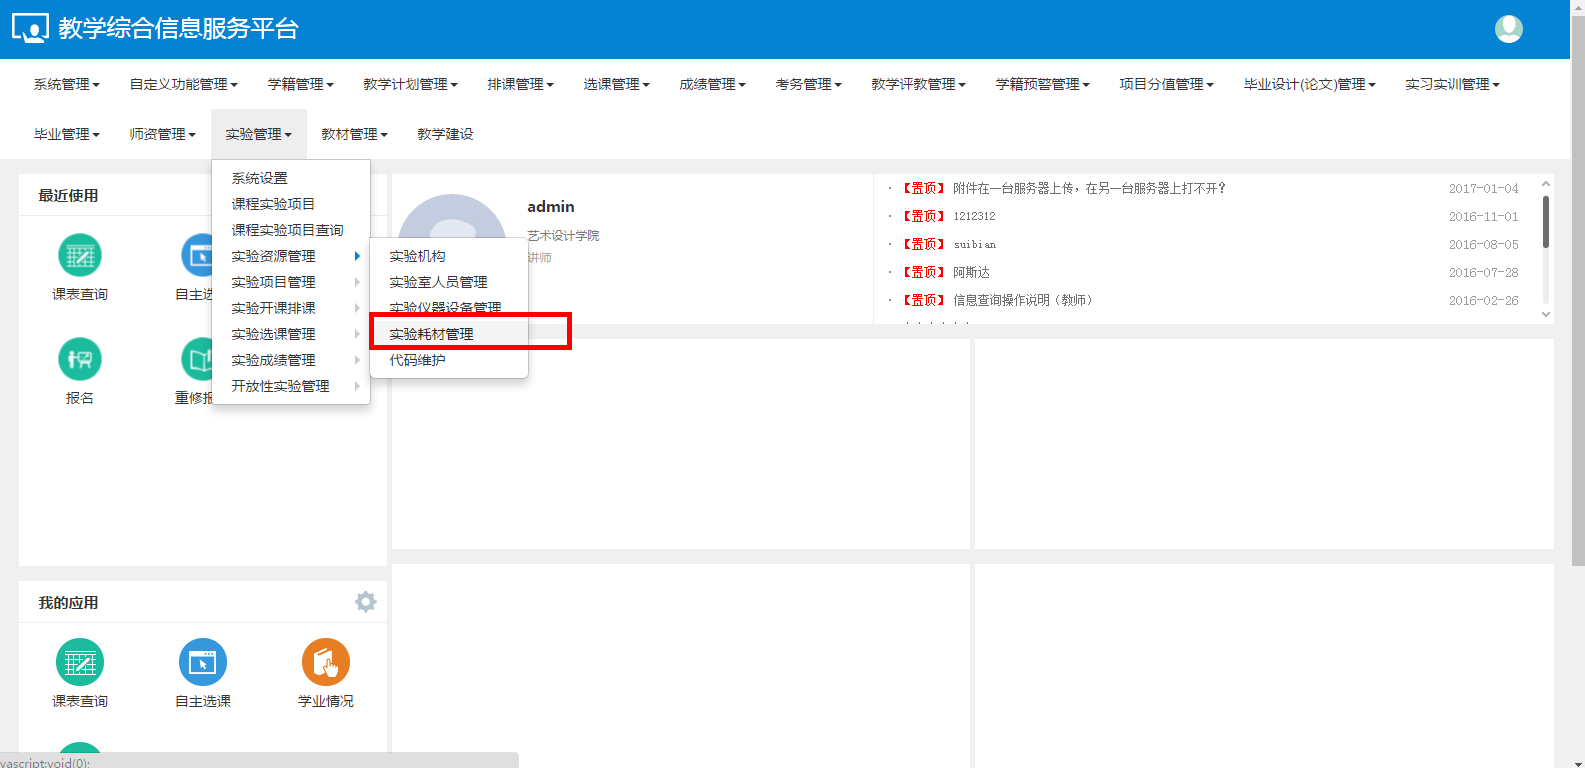 教学综合信息服务平台
系统管理 自定义功能管理 学籍管理 教学计划管理 排课管理 选课管理 成绩管理 考务管理 教学评教管理 学籍预警管理 项目分值管理 毕业设计(论文)管理 实习实训管理
毕业管理 师资管理 实验管理 教材管理 教学建设
最近使用
课表查询
自主选
报名
重修报
系统设置
课程实验项目
课程实验项目查询
实验资源管理
实验项目管理
实验开课排课
实验选课管理
实验成绩管理
开放性实验管理
实验机构
实验室人员管理
实验仪器设备管理
实验耗材管理
代码维护
admin
艺术设计学院
讲师
·【置顶】 附件在一台服务器上传，在另一台服务器上打不开? 2017-01-04
·【置顶】 1212312 2016-11-01
·【置顶】 suibian 2016-08-05
·【置顶】 阿斯达 2016-07-28
·【置顶】 信息查询操作说明（教师） 2016-02-26
我的应用
课表查询 自主选课 学业情况
vascript:void(0);